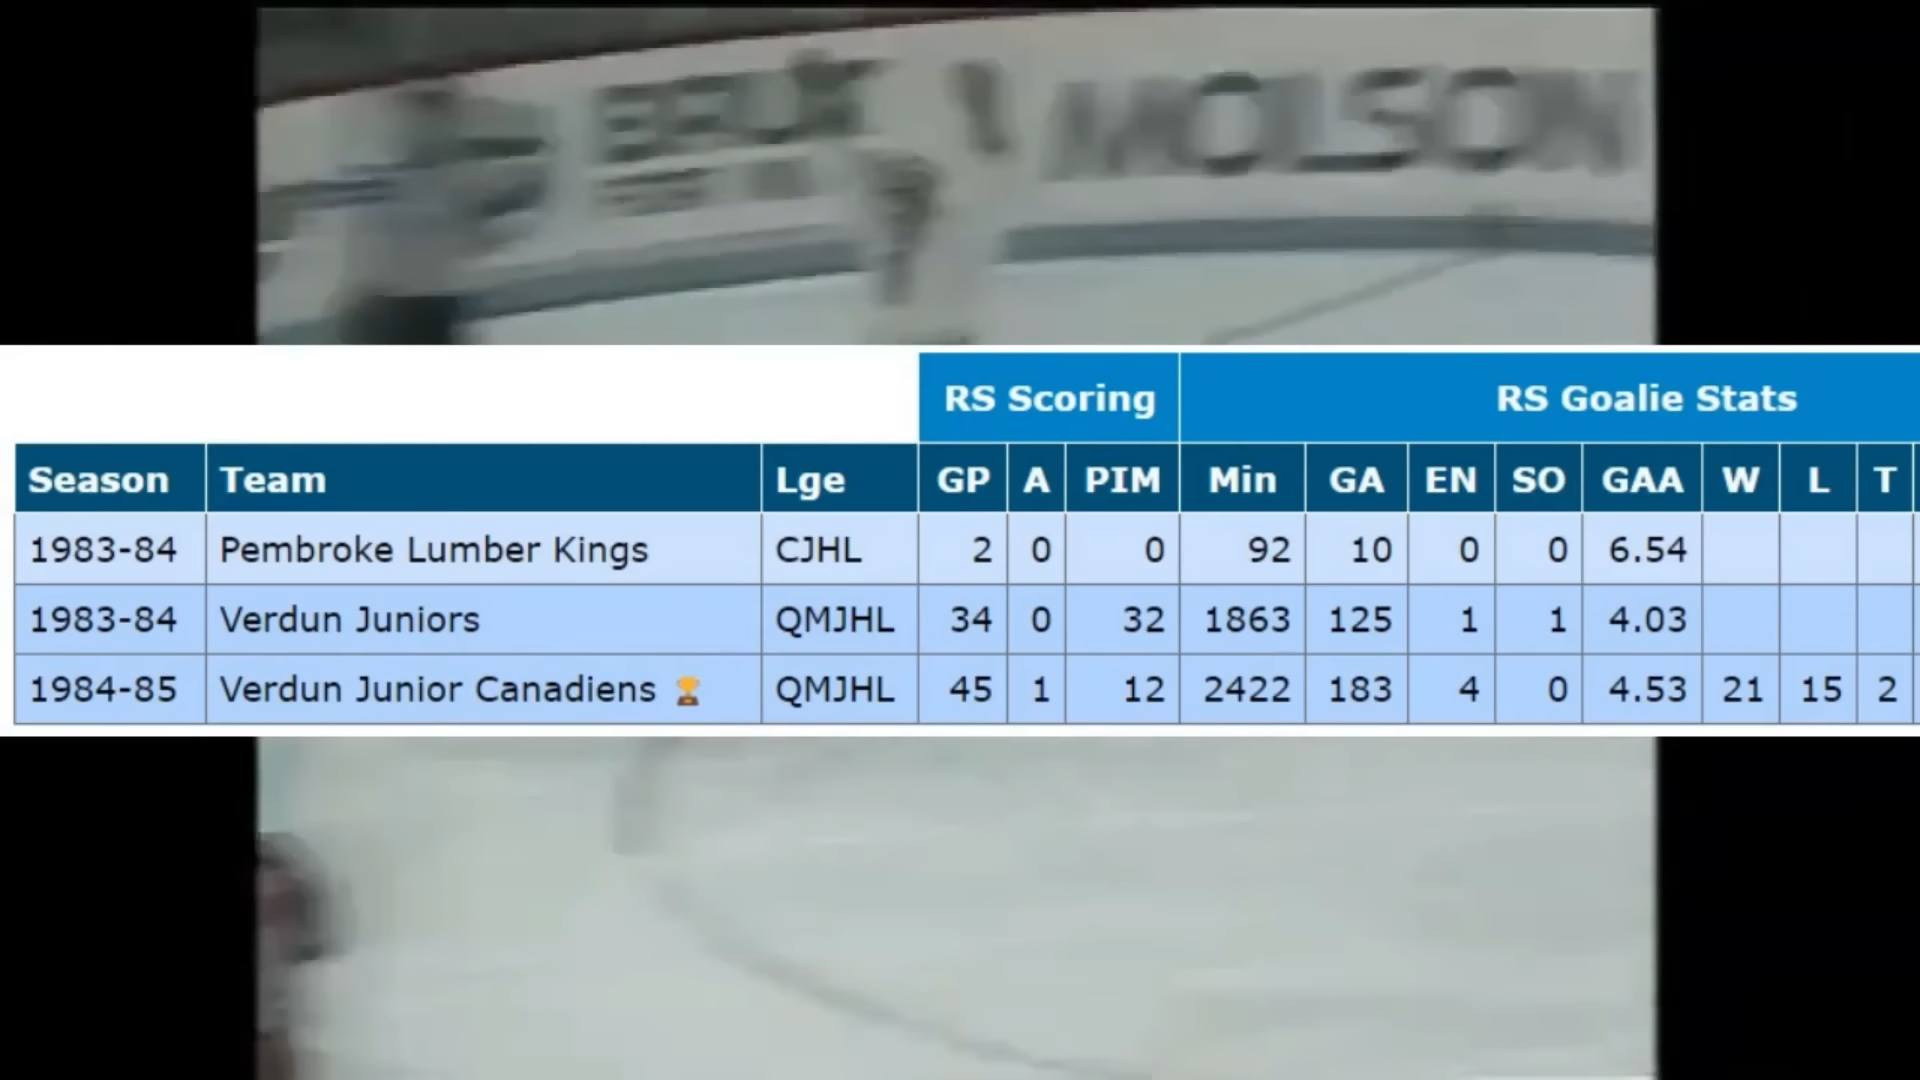 MOLSON
RS Scoring RS Goalie Stats
Season Team Lge GP A PIM Min GA EN SO GAA W L T
1983-84 Pembroke Lumber Kings CJHL 2 0 0 92 10 0 0 6.54
1983-84 Verdun Juniors QMJHL 34 0 32 1863 125 1 1 4.03
1984-85 Verdun Junior Canadiens 🏆 QMJHL 45 1 12 2422 183 4 0 4.53 21 15 2